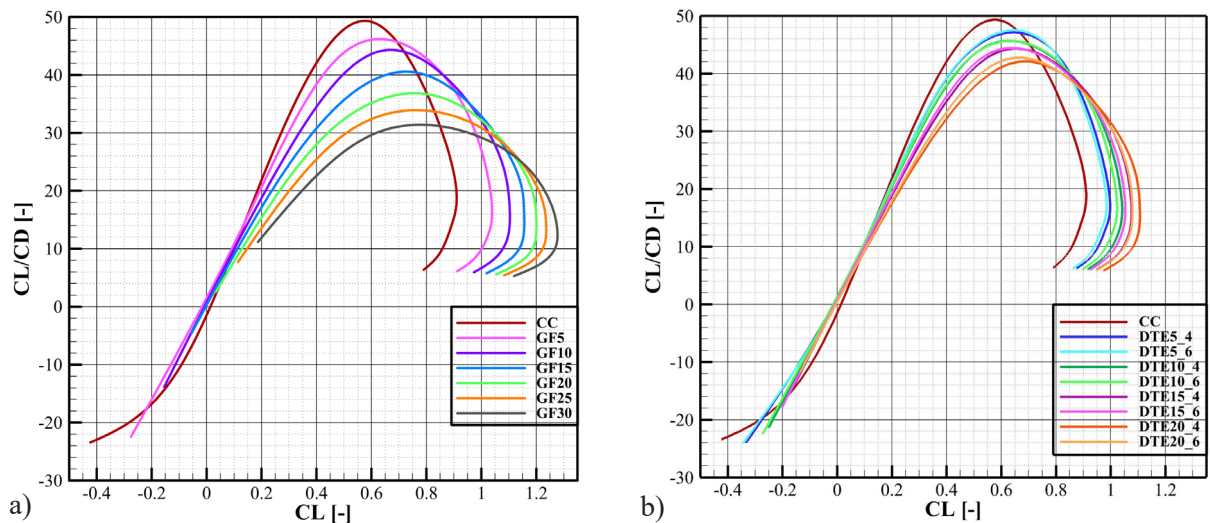 50
40
30
20
10
0
-10
-20
-30
CL/CD [-]
-0.4 -0.2 0 0.2 0.4 0.6 0.8 1 1.2
CL [-]
CC
GF5
GF10
GF15
GF20
GF25
GF30
a)
50
40
30
20
10
0
-10
-20
-30
CL/CD [-]
-0.4 -0.2 0 0.2 0.4 0.6 0.8 1 1.2
CL [-]
CC
DTE5_4
DTE5_6
DTE10_4
DTE10_6
DTE15_4
DTE15_6
DTE20_4
DTE20_6
b)